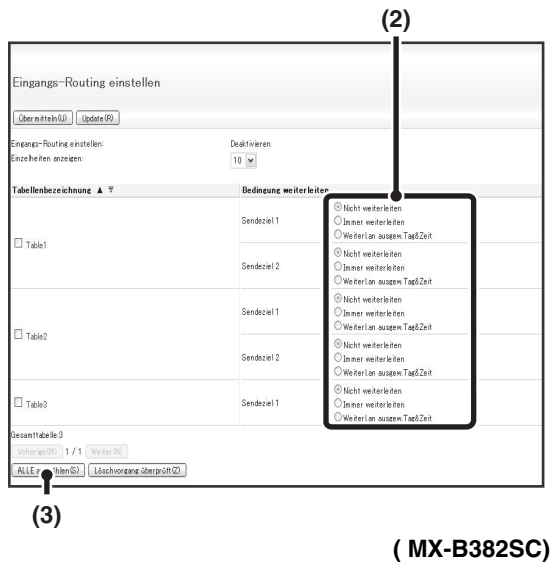 (2)
Eingangs-Routing einstellen
Übermitteln(U) Update(R)
Eingangs-Routing einstellen: Deaktivieren
Einzelheiten anzeigen: 10
Tabellenbezeichnung ▲ ▼ Bedingung weiterleiten
Table1
Sendeziel 1
Nicht weiterleiten
Immer weiterleiten
Weiterl.an ausgew.Tag&Zeit
Sendeziel 2
Nicht weiterleiten
Immer weiterleiten
Weiterl.an ausgew.Tag&Zeit
Table2
Sendeziel 1
Nicht weiterleiten
Immer weiterleiten
Weiterl.an ausgew.Tag&Zeit
Sendeziel 2
Nicht weiterleiten
Immer weiterleiten
Weiterl.an ausgew.Tag&Zeit
Table3
Sendeziel 1
Nicht weiterleiten
Immer weiterleiten
Weiterl.an ausgew.Tag&Zeit
Gesamttabelle:3
Vorherige(M) 1 / 1 Weiter(N)
ALLE Löschvorgang überprüft(Z)
(3)
( MX-B382SC)